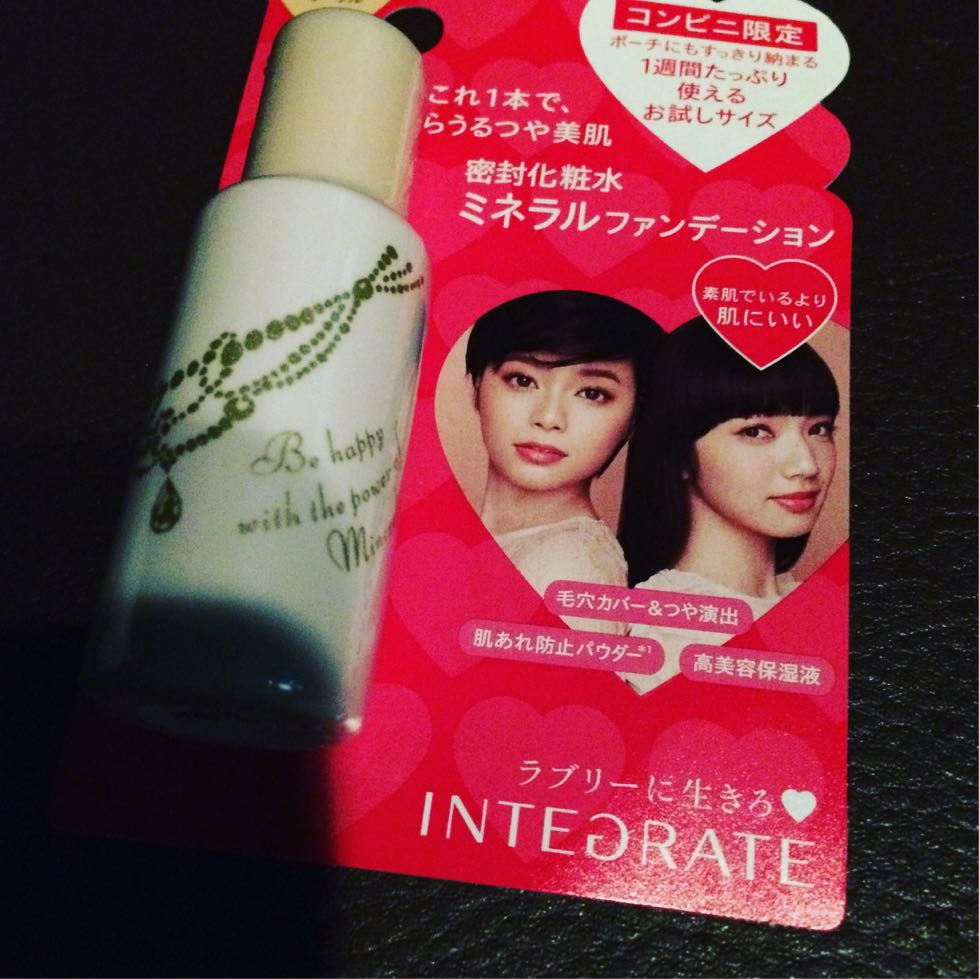 コンビニ限定
ポーチにもすっきり納まる
1週間たっぷり
使える
お試しサイズ
これ1本で、
らうるつや美肌
密封化粧水
ミネラルファンデーション
素肌でいるより
肌にいい
Be happy
with the power
毛穴カバー&つや演出
肌あれ防止パウダー*1
高美容保湿液
ラブリーに生きろ♥
INTEGRATE